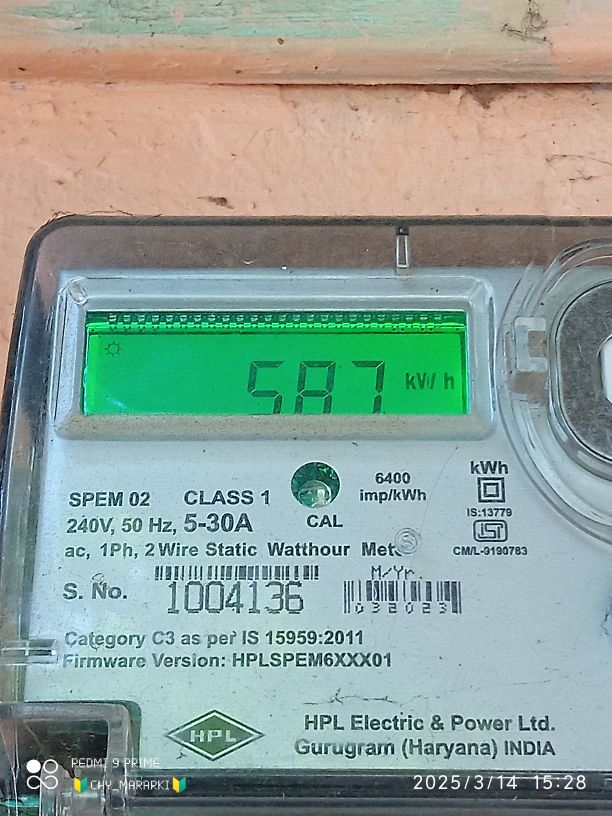 587 kW h
kWh
6400
imp/kWh
SPEM 02 CLASS 1
240V, 50 Hz, 5-30A
CAL
IS:13779
ISI
CM/L-9190783
ac, 1Ph, 2 Wire Static Watthour
M/Yr.
S. No. 1004136
032023
Category C3 as per IS 15959:2011
Firmware Version: HPLSPEM6XXX01
HPL
HPL Electric & Power Ltd.
Gurugram (Haryana) INDIA
REDMI 9 PRIME
CHY_MARARKI
2025/3/14 15:28